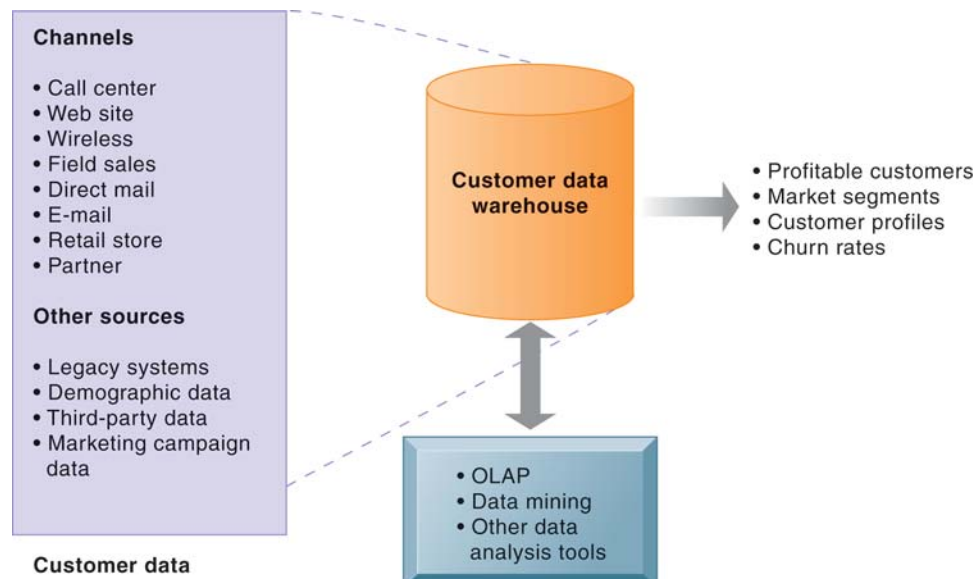 Channels
• Call center
• Web site
• Wireless
• Field sales
• Direct mail
• E-mail
• Retail store
• Partner
Other sources
• Legacy systems
• Demographic data
• Third-party data
• Marketing campaign
data
Customer data
Customer data
warehouse
• Profitable customers
• Market segments
• Customer profiles
• Churn rates
• OLAP
• Data mining
• Other data
analysis tools